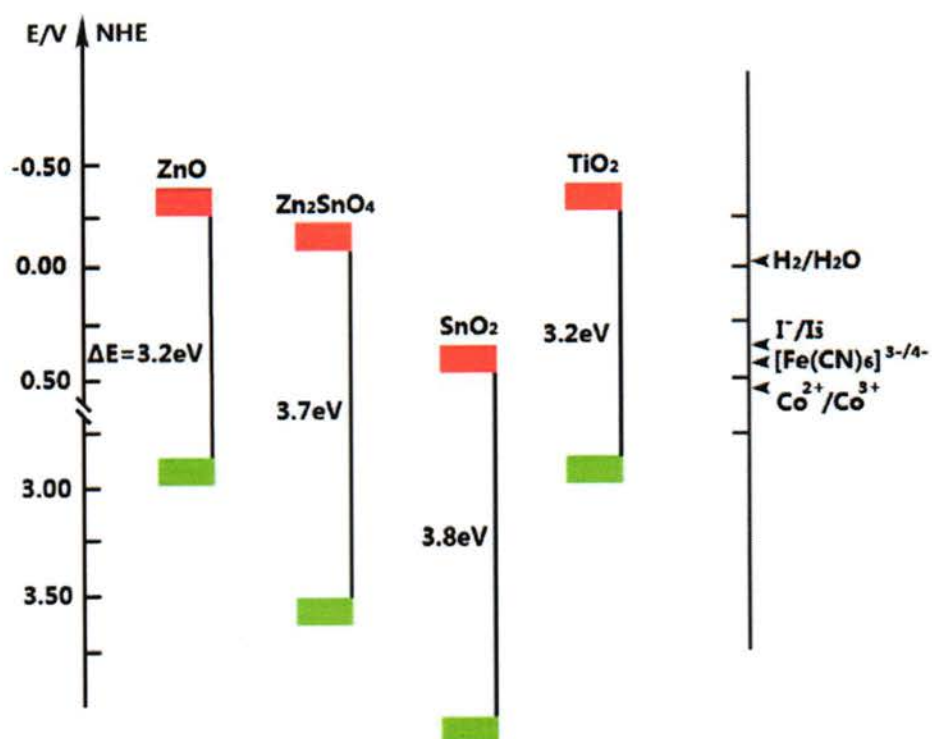 E/V NHE
-0.50
0.00
0.50
3.00
3.50
ZnO
ΔE=3.2eV
Zn₂SnO₄
3.7eV
SnO₂
3.8eV
TiO₂
3.2eV
H₂/H₂O
I⁻/I₃⁻
[Fe(CN)₆]³⁻/⁴⁻
Co²⁺/Co³⁺